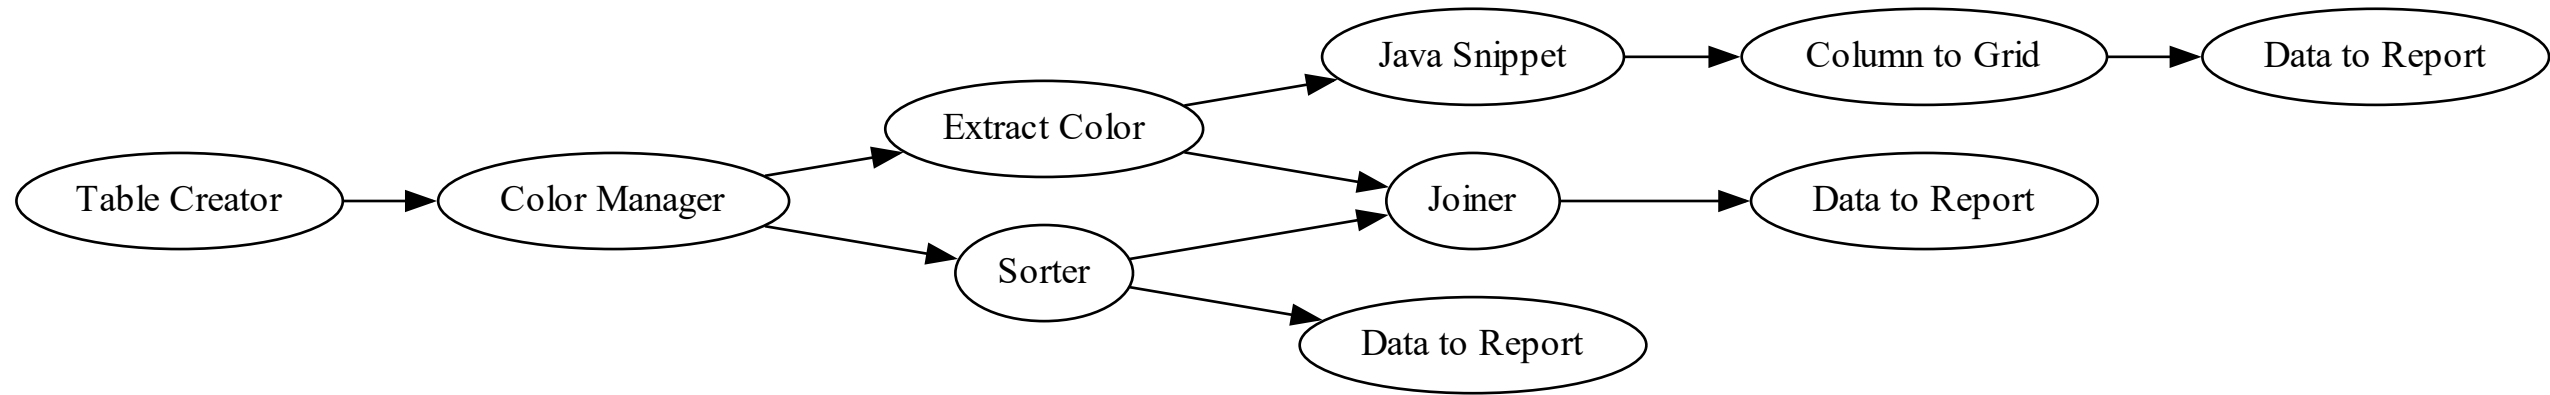 Java Snippet
Column to Grid
Data to Report
Extract Color
Table Creator
Color Manager
Joiner
Data to Report
Sorter
Data to Report